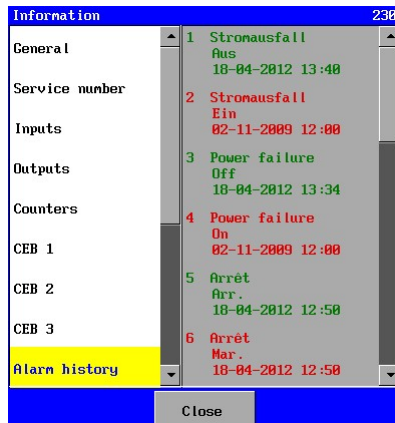 Information 230
General
Service number
Inputs
Outputs
Counters
CEB 1
CEB 2
CEB 3
Alarm history
1 Stromausfall
Aus
18-04-2012 13:40
2 Stromausfall
Ein
02-11-2009 12:00
3 Power failure
Off
18-04-2012 13:34
4 Power failure
On
02-11-2009 12:00
5 Arrêt
Arr.
18-04-2012 12:50
6 Arrêt
Mar.
18-04-2012 12:50
Close